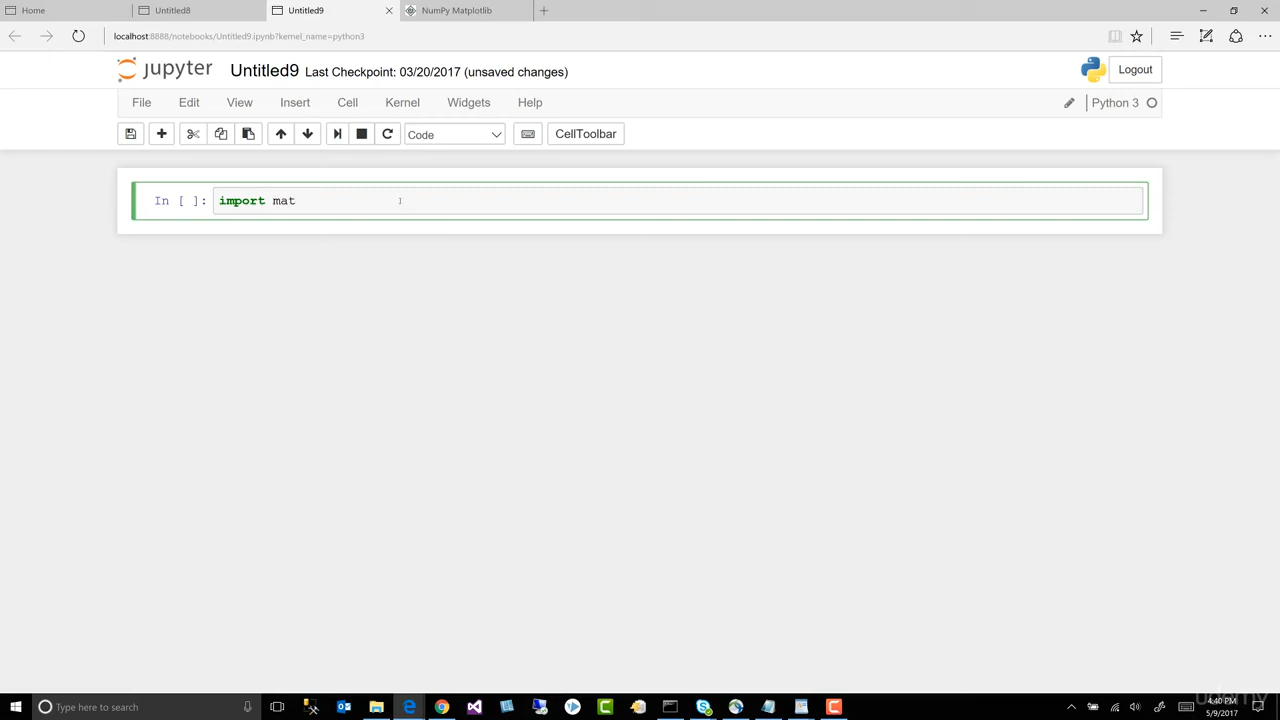 Home Untitled8 Untitled9 NumPy Matplotlib
localhost:8888/notebooks/Untitled9.ipynb?kernel_name=python3
jupyter Untitled9 Last Checkpoint: 03/20/2017 (unsaved changes) Logout
File Edit View Insert Cell Kernel Widgets Help Python 3
Code CellToolbar
In [ ]: import mat
Type here to search 4:40 PM
5/9/2017
udemy